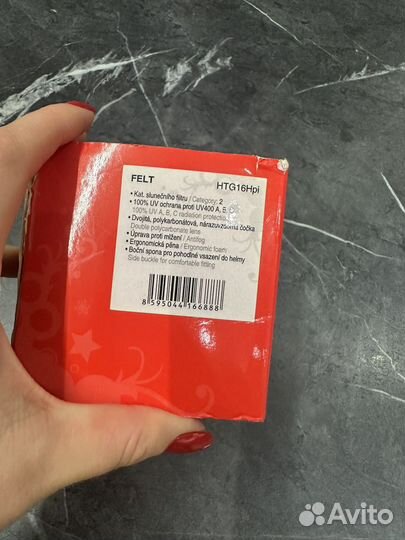 FELT HTG16Hpi
• Kat. slunečního filtru / Category: 2
• 100% UV ochrana proti UV400 A, B, C /
100% UV A, B, C radiation protection
• Dvojitá, polykarbonátová, nárazuvzdorná čočka
Double polycarbonate lens
• Úprava proti mlžení / Antifog
• Ergonomická pěna / Ergonomic foam
• Boční spona pro pohodlné vsazení do helmy
Side buckle for comfortable fitting
8 595044 166888
Avito